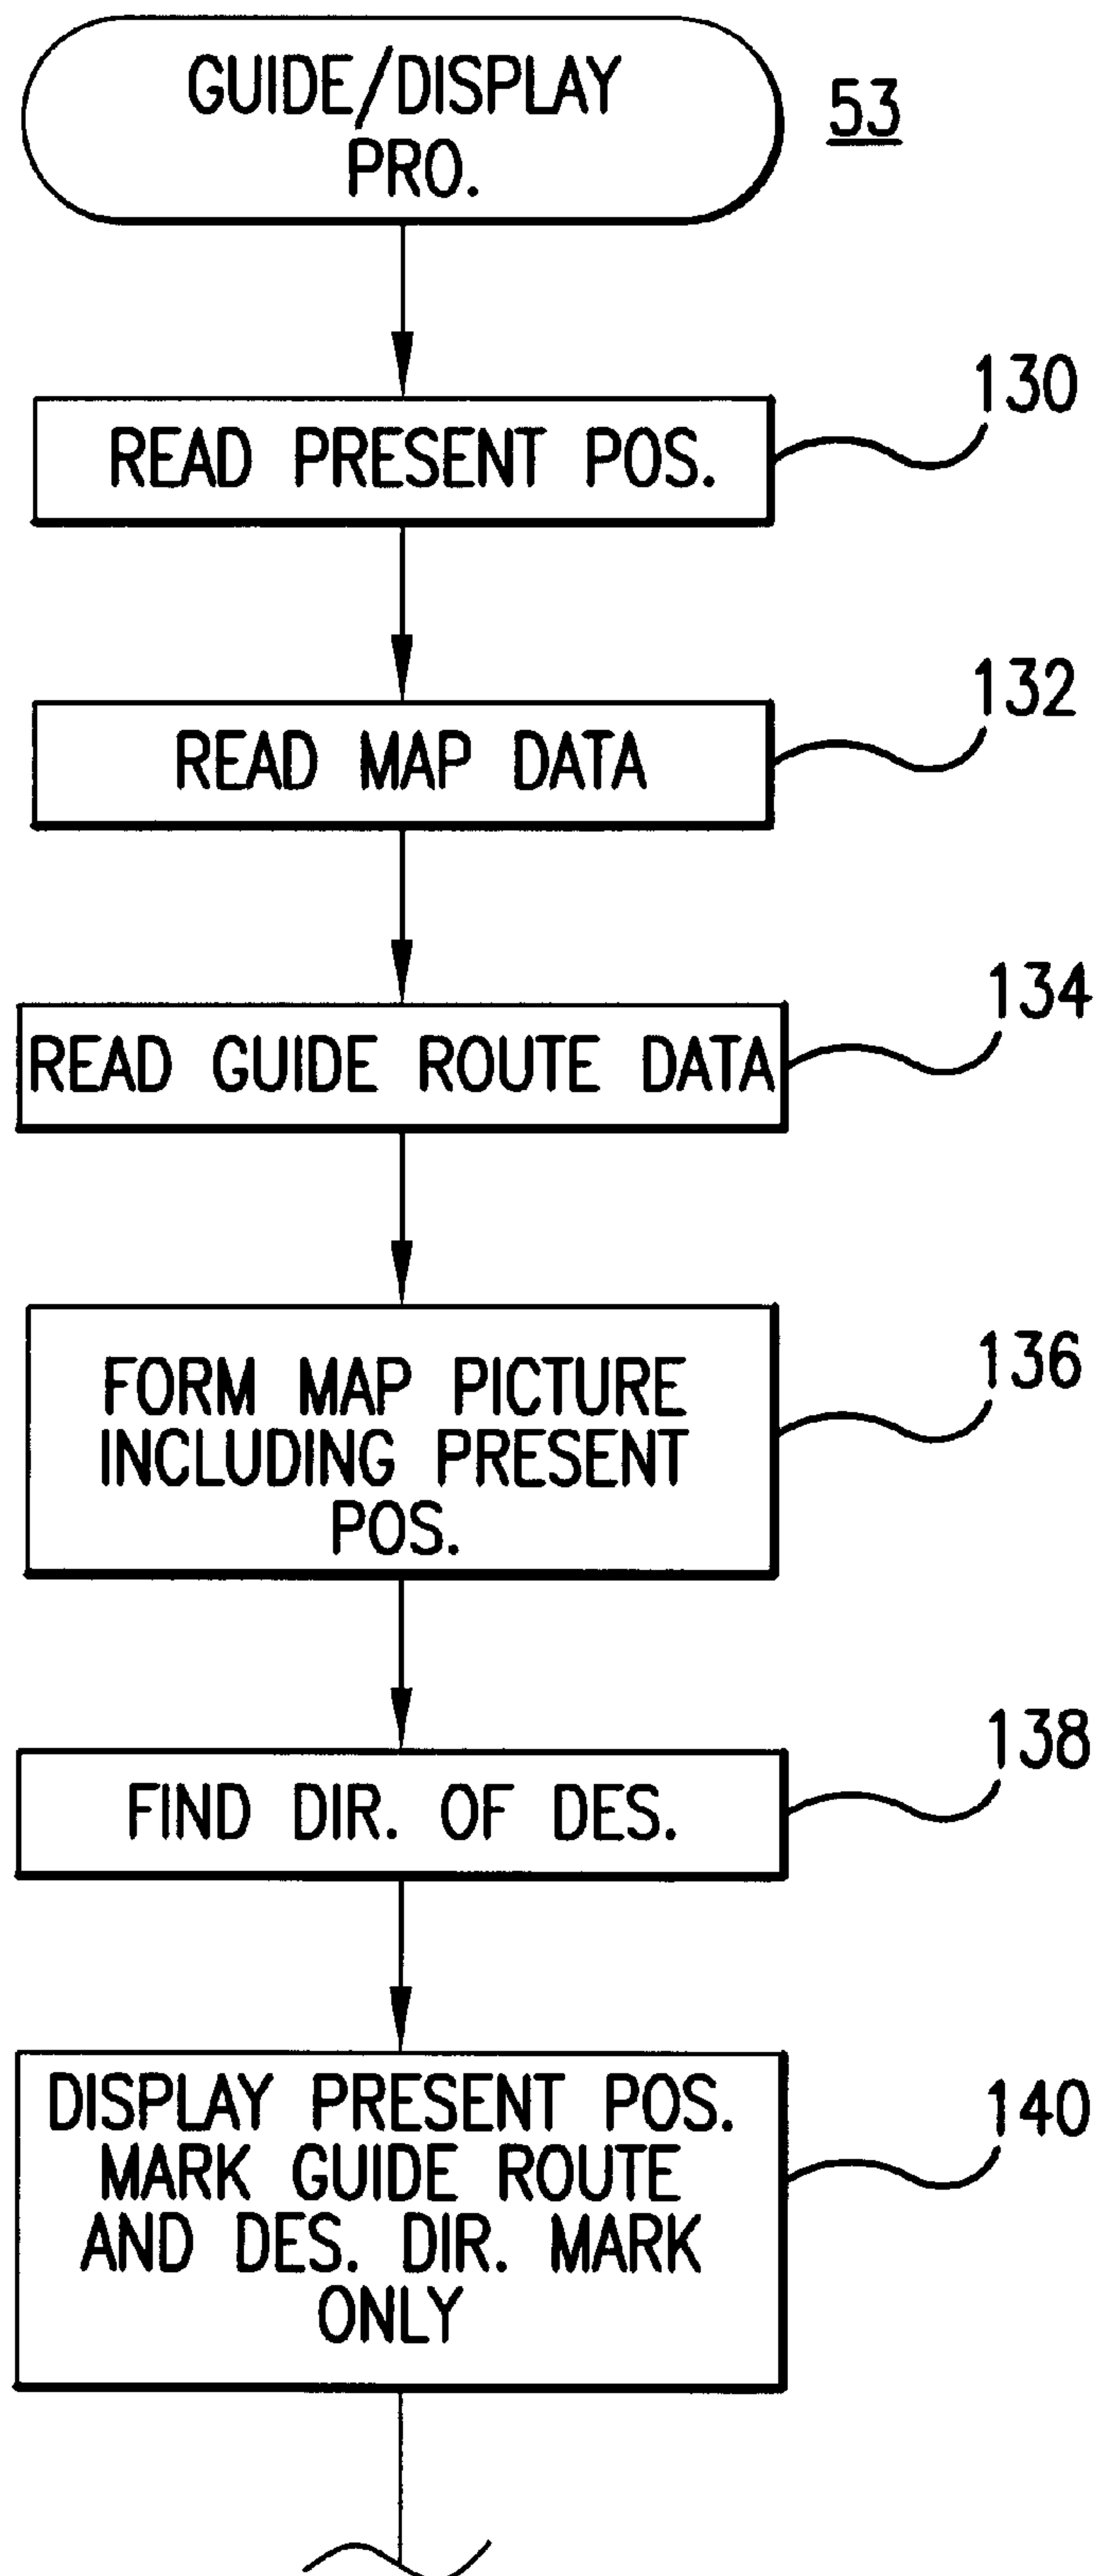 GUIDE/DISPLAY
PRO.
53
130
READ PRESENT POS.
132
READ MAP DATA
134
READ GUIDE ROUTE DATA
136
FORM MAP PICTURE
INCLUDING PRESENT
POS.
138
FIND DIR. OF DES.
140
DISPLAY PRESENT POS.
MARK GUIDE ROUTE
AND DES. DIR. MARK
ONLY